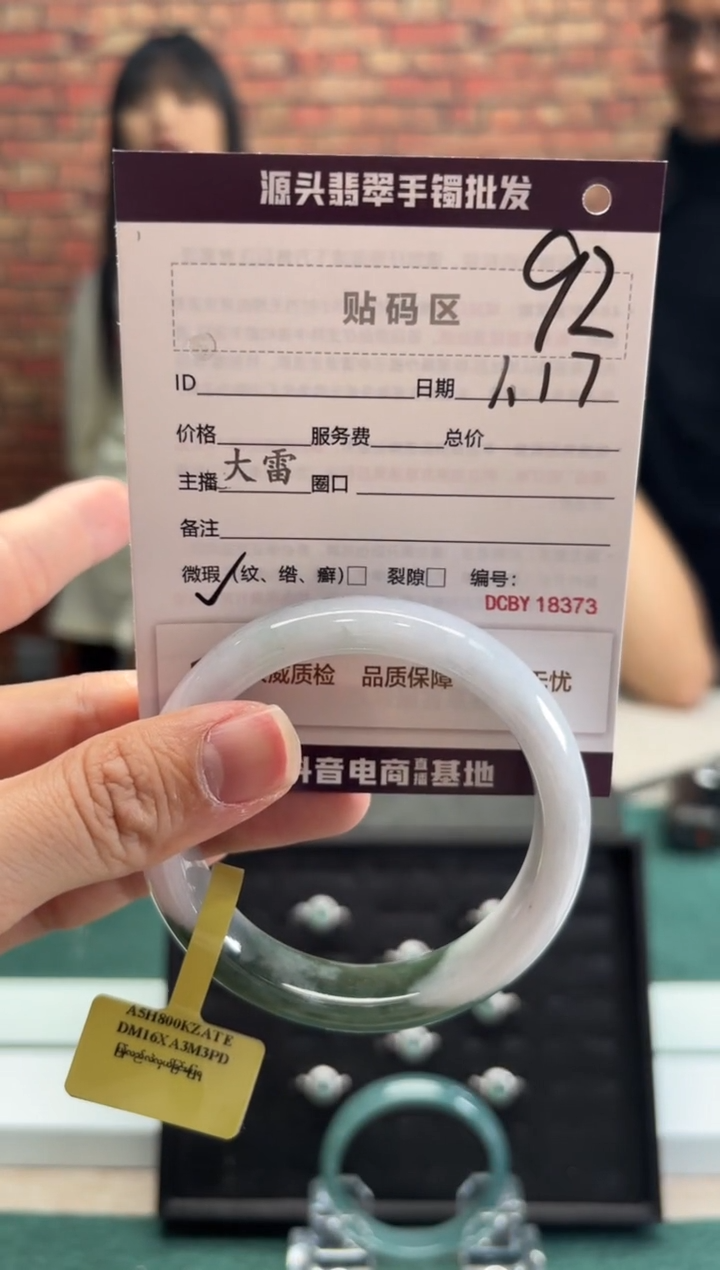 源头翡翠手镯批发
92
贴码区
ID 日期 1.17
价格 服务费 总价
主播 大雷 圈口
备注
微瑕 ✓ (纹、绺、癣)□ 裂隙□ 编号:
DCBY 18373
威质检 品质保障 无忧
抖音电商直播基地
A5H800KZATE
DM16XA3M3PD